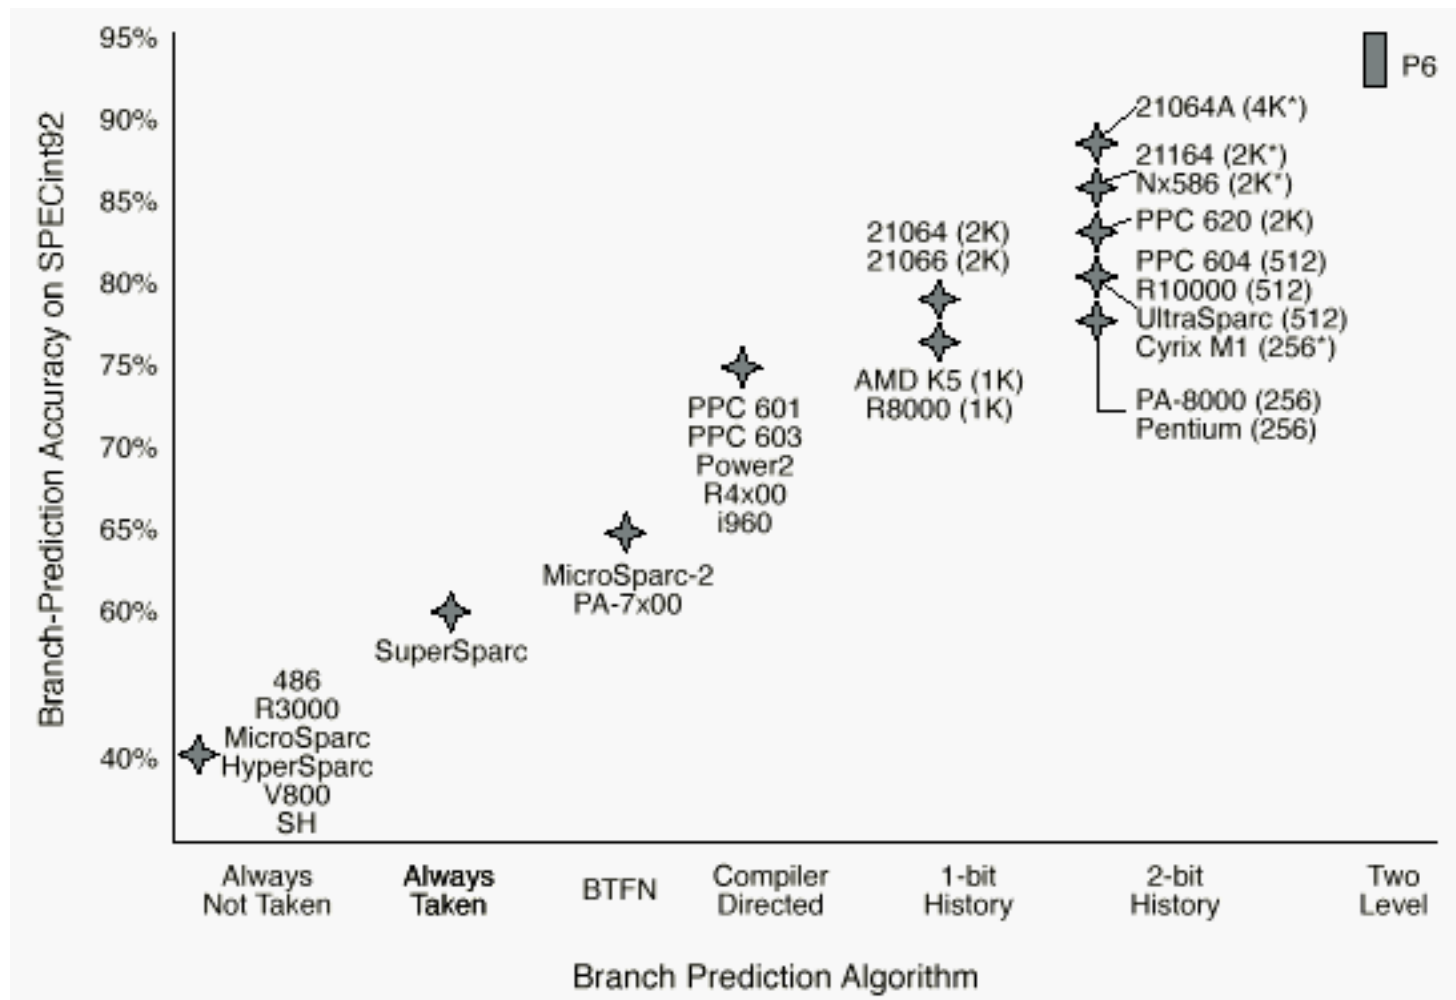 95%
90%
85%
80%
75%
70%
65%
60%
40%
Branch-Prediction Accuracy on SPECint92
486
R3000
MicroSparc
HyperSparc
V800
SH
SuperSparc
MicroSparc-2
PA-7x00
PPC 601
PPC 603
Power2
R4x00
i960
21064 (2K)
21066 (2K)
AMD K5 (1K)
R8000 (1K)
21064A (4K*)
21164 (2K*)
Nx586 (2K*)
PPC 620 (2K)
PPC 604 (512)
R10000 (512)
UltraSparc (512)
Cyrix M1 (256*)
PA-8000 (256)
Pentium (256)
P6
Always
Not Taken
Always
Taken
BTFN
Compiler
Directed
1-bit
History
2-bit
History
Two
Level
Branch Prediction Algorithm